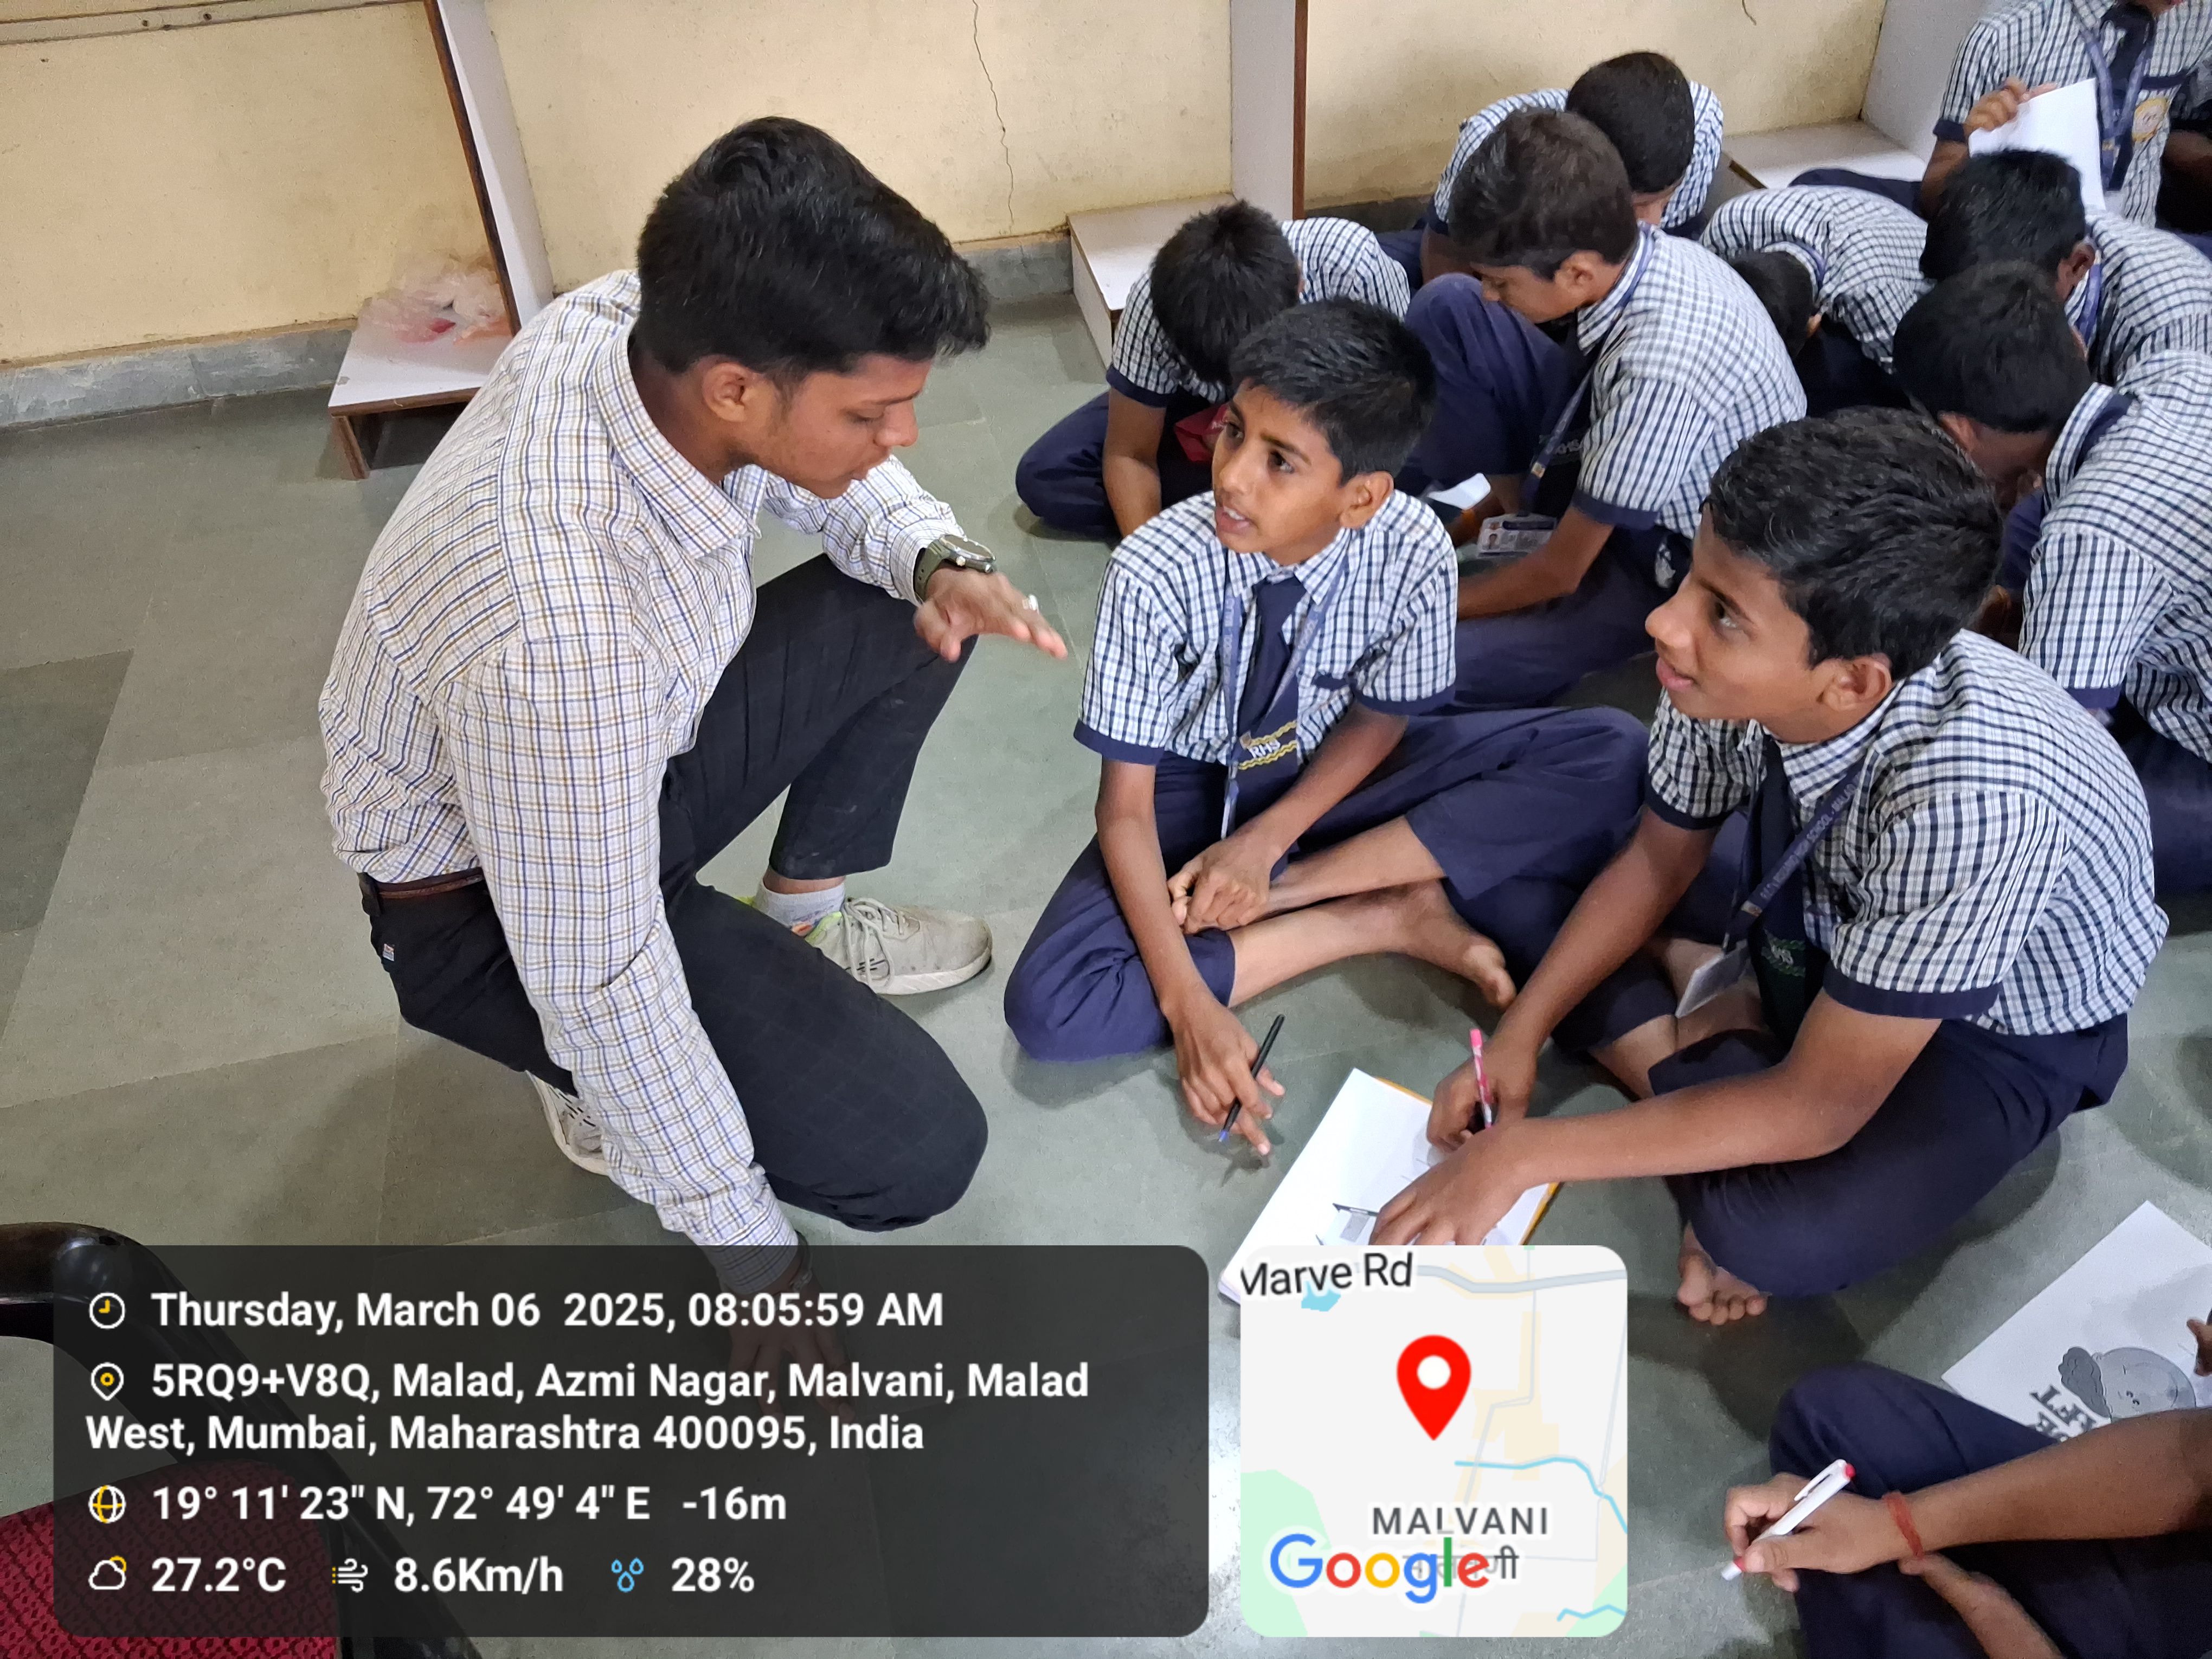 RHS
Thursday, March 06 2025, 08:05:59 AM
5RQ9+V8Q, Malad, Azmi Nagar, Malvani, Malad
West, Mumbai, Maharashtra 400095, India
19° 11' 23" N, 72° 49' 4" E -16m
27.2°C 8.6Km/h 28%
Marve Rd
MALVANI
Google